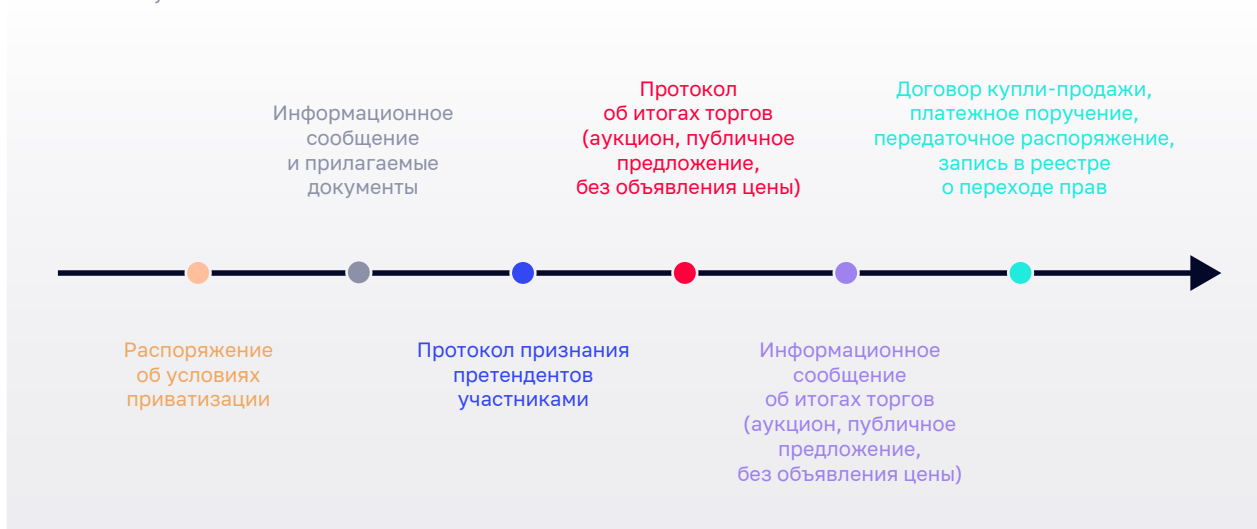 Распоряжение
об условиях
приватизации
Информационное
сообщение
и прилагаемые
документы
Протокол признания
претендентов
участниками
Протокол
об итогах торгов
(аукцион, публичное
предложение,
без объявления цены)
Информационное
сообщение
об итогах торгов
(аукцион, публичное
предложение,
без объявления цены)
Договор купли-продажи,
платежное поручение,
передаточное распоряжение,
запись в реестре
о переходе прав